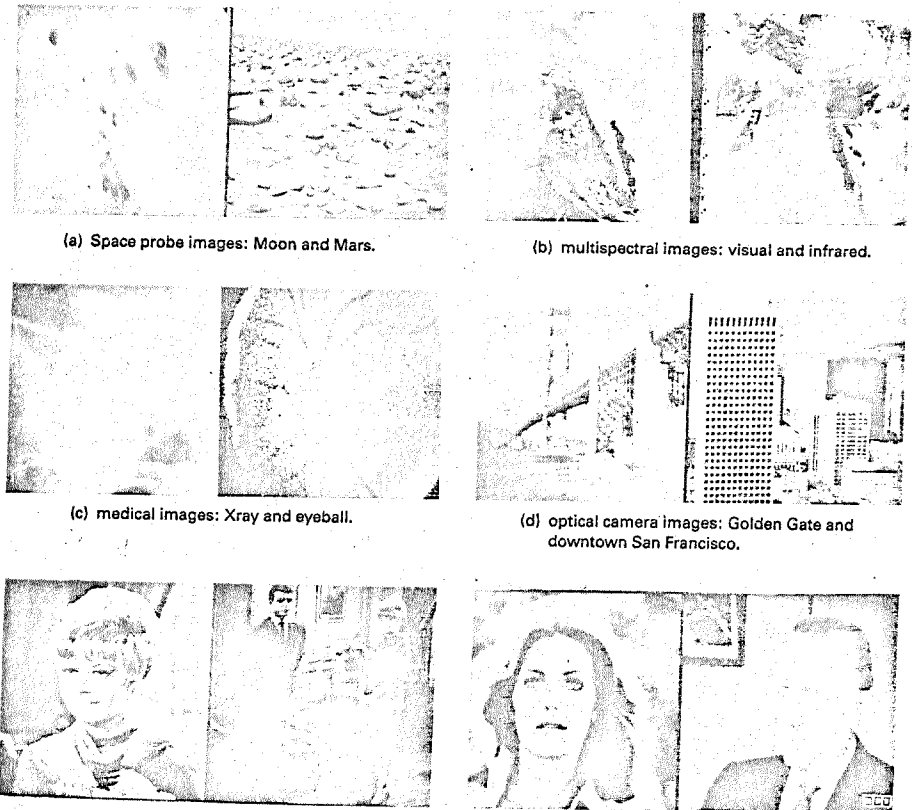 (a) Space probe images: Moon and Mars.
(b) multispectral images: visual and infrared.
(c) medical images: Xray and eyeball.
(d) optical camera images: Golden Gate and
downtown San Francisco.